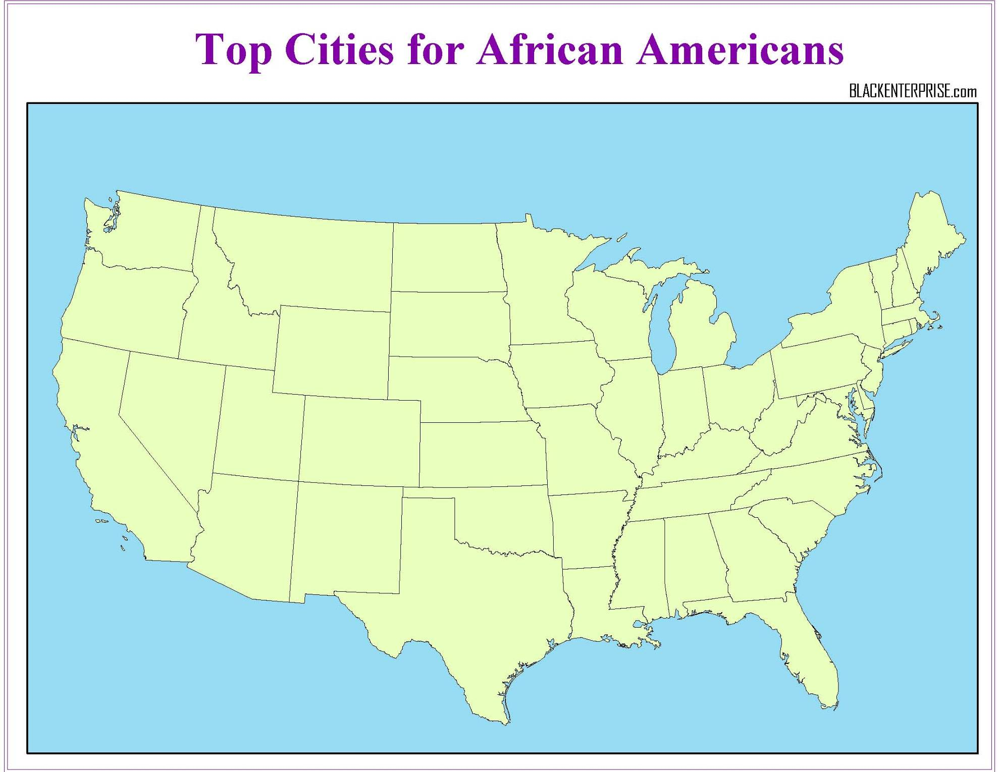 Top Cities for African Americans
BLACKENTERPRISE.com